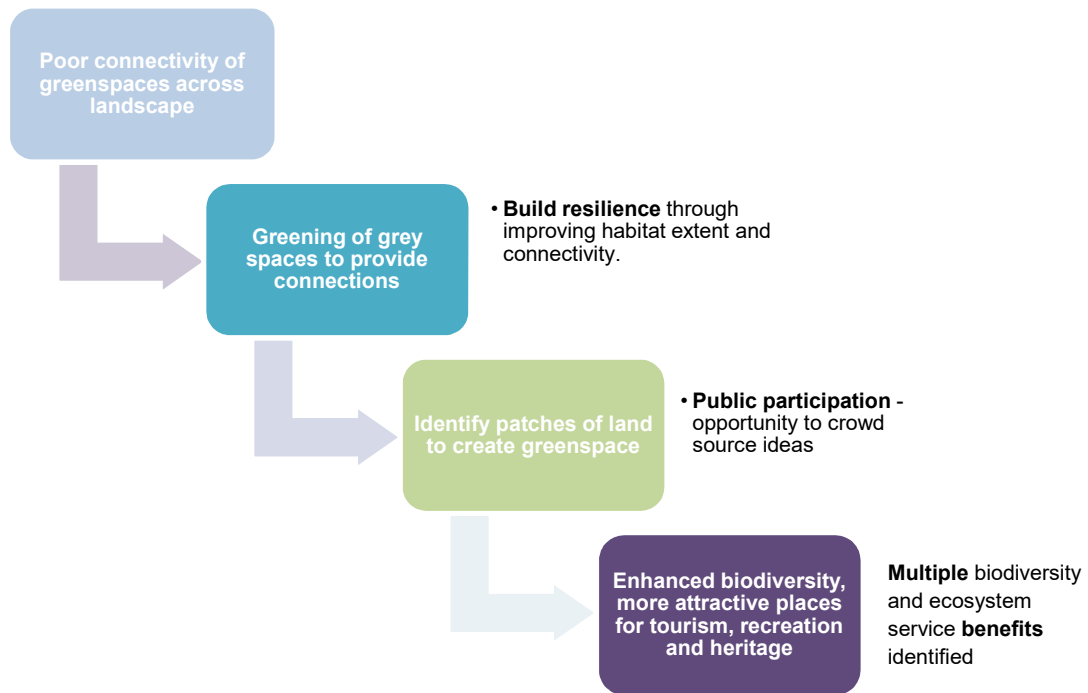 Poor connectivity of
greenspaces across
landscape
Greening of grey
spaces to provide
connections
• Build resilience through
improving habitat extent and
connectivity.
Identify patches of land
to create greenspace
• Public participation -
opportunity to crowd
source ideas
Enhanced biodiversity,
more attractive places
for tourism, recreation
and heritage
Multiple biodiversity
and ecosystem
service benefits
identified